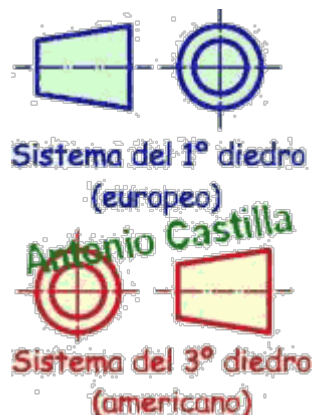 Sistema del 1º diedro
(europeo)
Antonio Castilla
Sistema del 3º diedro
(americano)